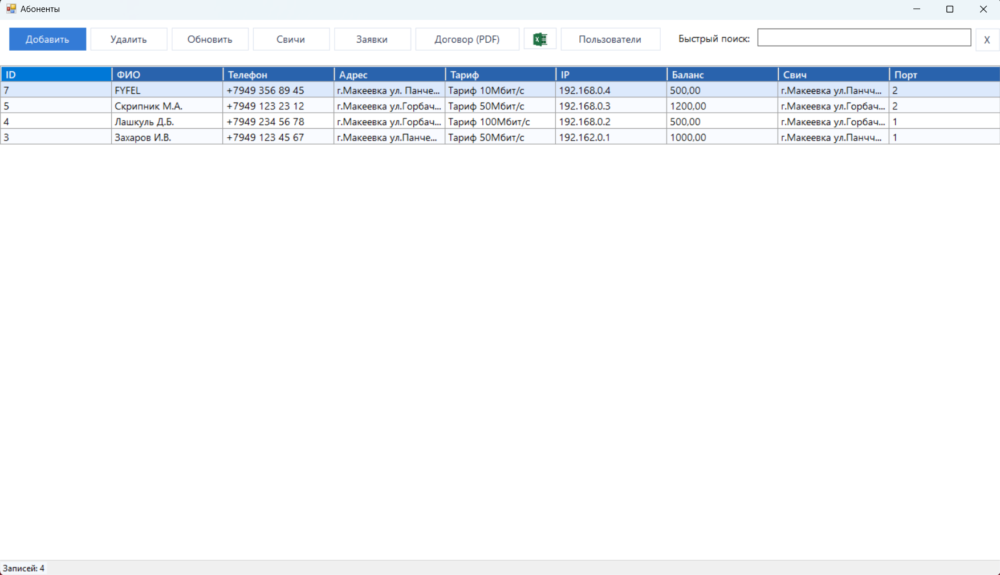 Абоненты
Добавить Удалить Обновить Свичи Заявки Договор (PDF) Пользователи Быстрый поиск: X
ID ФИО Телефон Адрес Тариф IP Баланс Свич Порт
7 FYFEL +7949 356 89 45 г.Макеевка ул. Панче... Тариф 10Мбит/с 192.168.0.4 500,00 г.Макеевка ул.Панчч... 2
5 Скрипник М.А. +7949 123 23 12 г.Макеевка ул.Горбач... Тариф 50Мбит/с 192.168.0.3 1200,00 г.Макеевка ул.Горбач... 2
4 Лашкуль Д.Б. +7949 234 56 78 г.Макеевка ул.Горбач... Тариф 100Мбит/с 192.168.0.2 500,00 г.Макеевка ул.Горбач... 1
3 Захаров И.В. +7949 123 45 67 г.Макеевка ул.Панче... Тариф 50Мбит/с 192.162.0.1 1000,00 г.Макеевка ул.Панчч... 1
Записей: 4